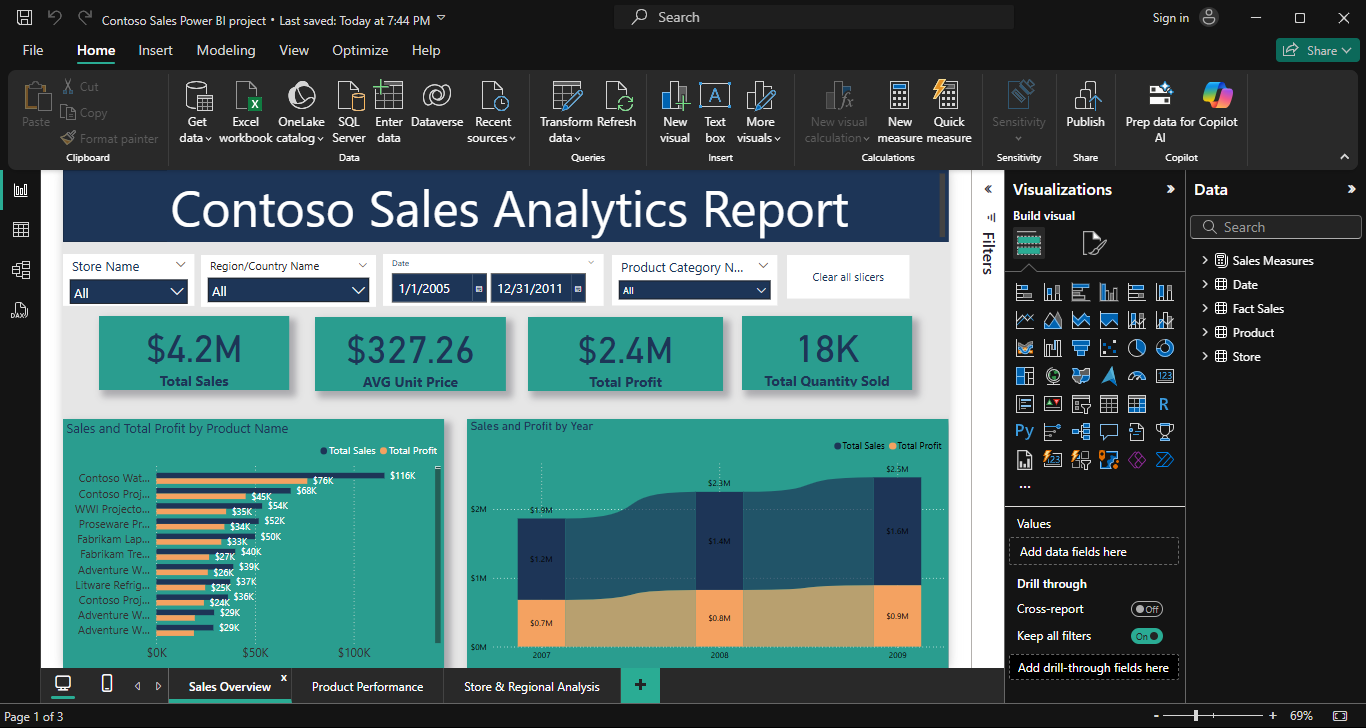 Contoso Sales Power BI project • Last saved: Today at 7:44 PM
Search
Sign in
File Home Insert Modeling View Optimize Help
Share
Paste
Cut
Copy
Format painter
Clipboard
Get data
Excel workbook
OneLake catalog
SQL Server
Enter data
Dataverse
Recent sources
Data
Transform data
Refresh
Queries
New visual
Text box
More visuals
Insert
New visual calculation
New measure
Quick measure
Calculations
Sensitivity
Sensitivity
Publish
Share
Prep data for AI
Copilot
Copilot
Contoso Sales Analytics Report
Store Name
All
Region/Country Name
All
Date
1/1/2005
12/31/2011
Product Category N...
All
Clear all slicers
$4.2M
Total Sales
$327.26
AVG Unit Price
$2.4M
Total Profit
18K
Total Quantity Sold
Sales and Total Profit by Product Name
Total Sales Total Profit
Contoso Wat... $116K $76K
Contoso Proj... $68K $45K
WWI Projecto... $54K $35K
Proseware Pr... $52K $34K
Fabrikam Lap... $50K $33K
Fabrikam Tre... $40K $27K
Adventure W... $39K $26K
Litware Refrig... $37K $25K
Contoso Proj... $36K $24K
Adventure W... $29K
Adventure W... $29K
$0K $50K $100K
Sales and Profit by Year
Total Sales Total Profit
$2.5M
$2.3M
$1.9M
$2M
$1.6M
$1.4M
$1.2M
$1M
$0.9M
$0.8M
$0.7M
$0M
2007 2008 2009
Filters
Visualizations
Build visual
123
R
Py
123
...
Values
Add data fields here
Drill through
Cross-report
Off
Keep all filters
On
Add drill-through fields here
Data
Search
Sales Measures
Date
Fact Sales
Product
Store
DAX
Sales Overview x
Product Performance
Store & Regional Analysis
+
Page 1 of 3
- + 69%